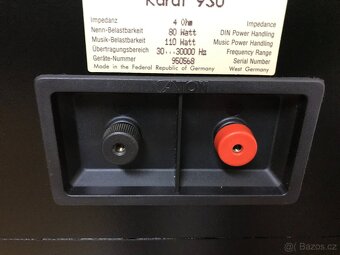 Karat 930
Impedanz 4 Ohm Impedance
Nenn-Belastbarkeit 80 Watt DIN Power Handling
Musik-Belastbarkeit 110 Watt Music Power Handling
Übertragungsbereich 30...30000 Hz Frequency Range
Geräte-Nummer 950568 Serial Number
Made in the Federal Republic of Germany West Germany
CANTON
Bazos.cz